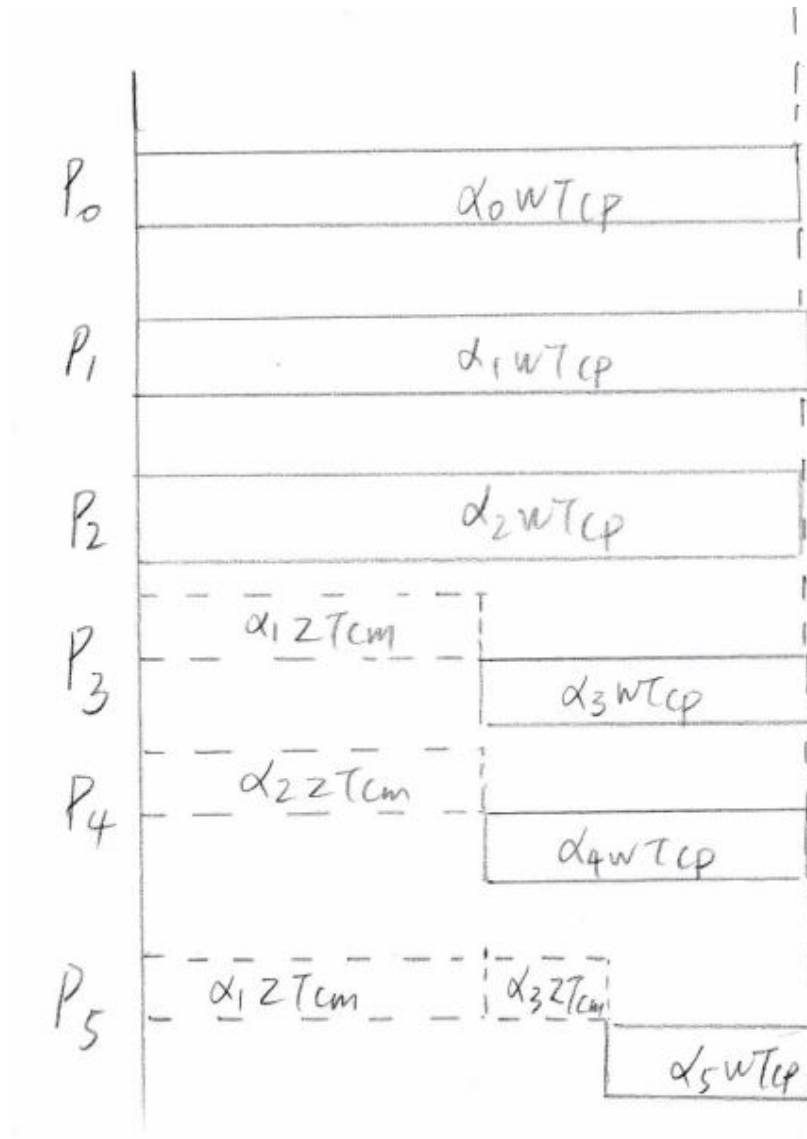 P₀ α₀wTcp
P₁ α₁wTcp
P₂ α₂wTcp
α₁zTcm
P₃ α₃wTcp
α₂zTcm
P₄ α₄wTcp
P₅ α₁zTcm α₃zTcm
α₅wTcp